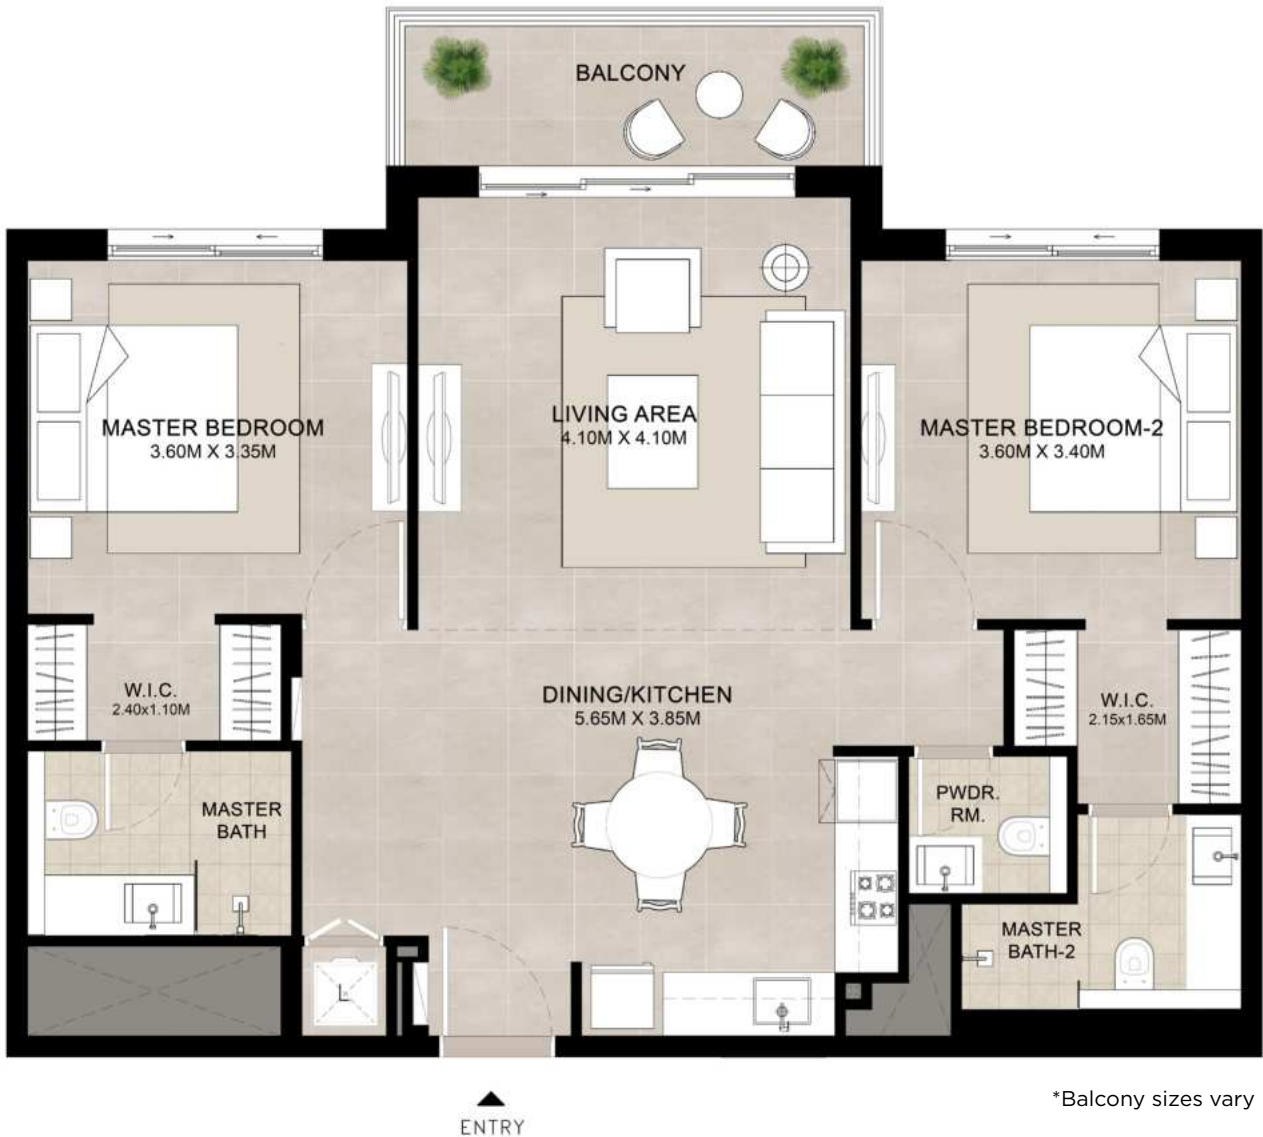 BALCONY
LIVING AREA
4.10M X 4.10M
MASTER BEDROOM
3.60M X 3.35M
MASTER BEDROOM-2
3.60M X 3.40M
W.I.C.
2.40x1.10M
DINING/KITCHEN
5.65M X 3.85M
W.I.C.
2.15x1.65M
MASTER
BATH
PWDR.
RM.
MASTER
BATH-2
L
*Balcony sizes vary
ENTRY